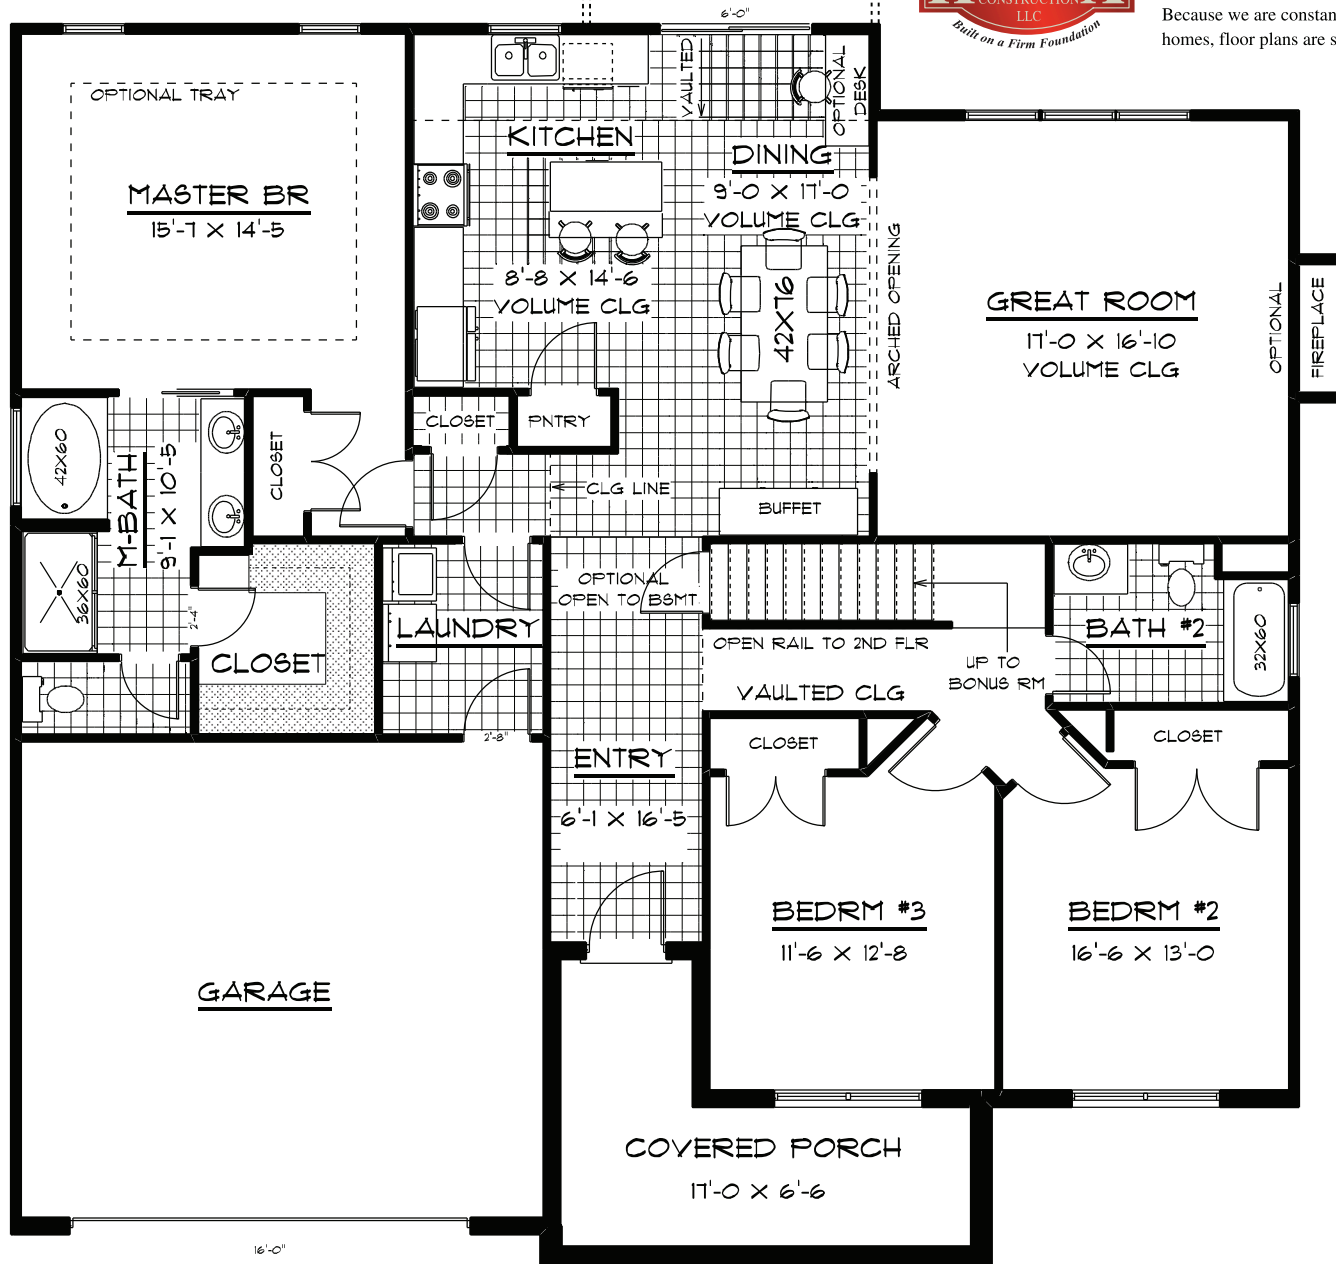 6'-0"
CONSTRUCTION
LLC
Built on a Firm Foundation
Because we are constan
homes, floor plans are s
OPTIONAL TRAY
MASTER BR
15'-7 X 14'-5
KITCHEN
8'-8 X 14'-6
VOLUME CLG
VAULTED
OPTIONAL
DESK
DINING
9'-0 X 17'-0
VOLUME CLG
42X76
ARCHED OPENING
GREAT ROOM
17'-0 X 16'-10
VOLUME CLG
OPTIONAL
FIREPLACE
42X60
M-BATH
9'-1 X 10'-5
CLOSET
CLOSET
PNTRY
CLG LINE
BUFFET
36X60
2'-4"
CLOSET
LAUNDRY
2'-8"
OPTIONAL
OPEN TO BSMT
OPEN RAIL TO 2ND FLR
VAULTED CLG
UP TO
BONUS RM
BATH #2
32X60
ENTRY
6'-1 X 16'-5
CLOSET
CLOSET
BEDRM #3
11'-6 X 12'-8
BEDRM #2
16'-6 X 13'-0
GARAGE
COVERED PORCH
17'-0 X 6'-6
16'-0"